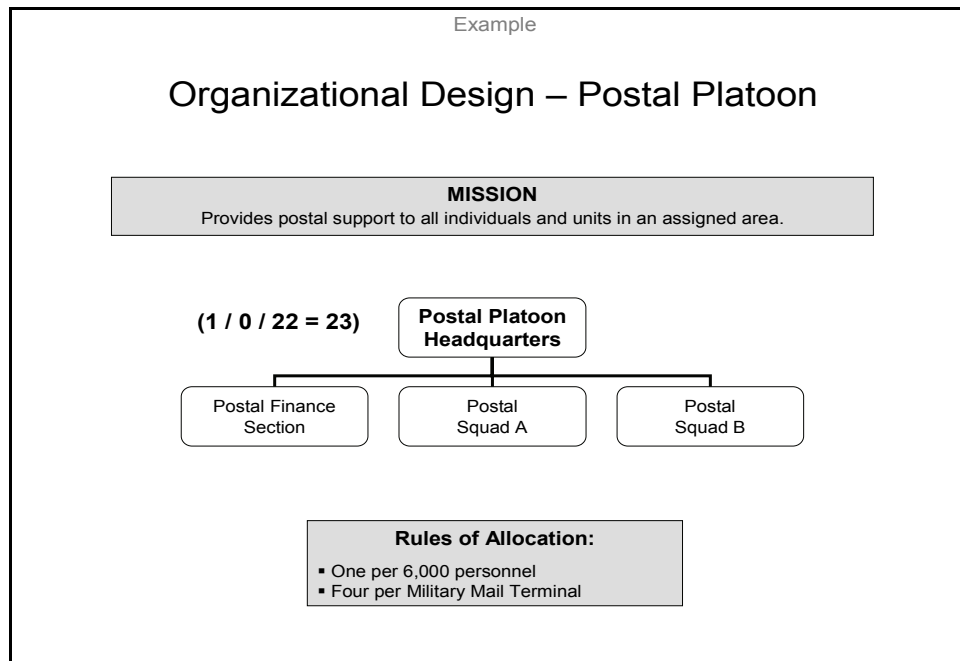 Example
Organizational Design – Postal Platoon
MISSION
Provides postal support to all individuals and units in an assigned area.
(1 / 0 / 22 = 23)
Postal Platoon
Headquarters
Postal Finance
Section
Postal
Squad A
Postal
Squad B
Rules of Allocation:
▪ One per 6,000 personnel
▪ Four per Military Mail Terminal